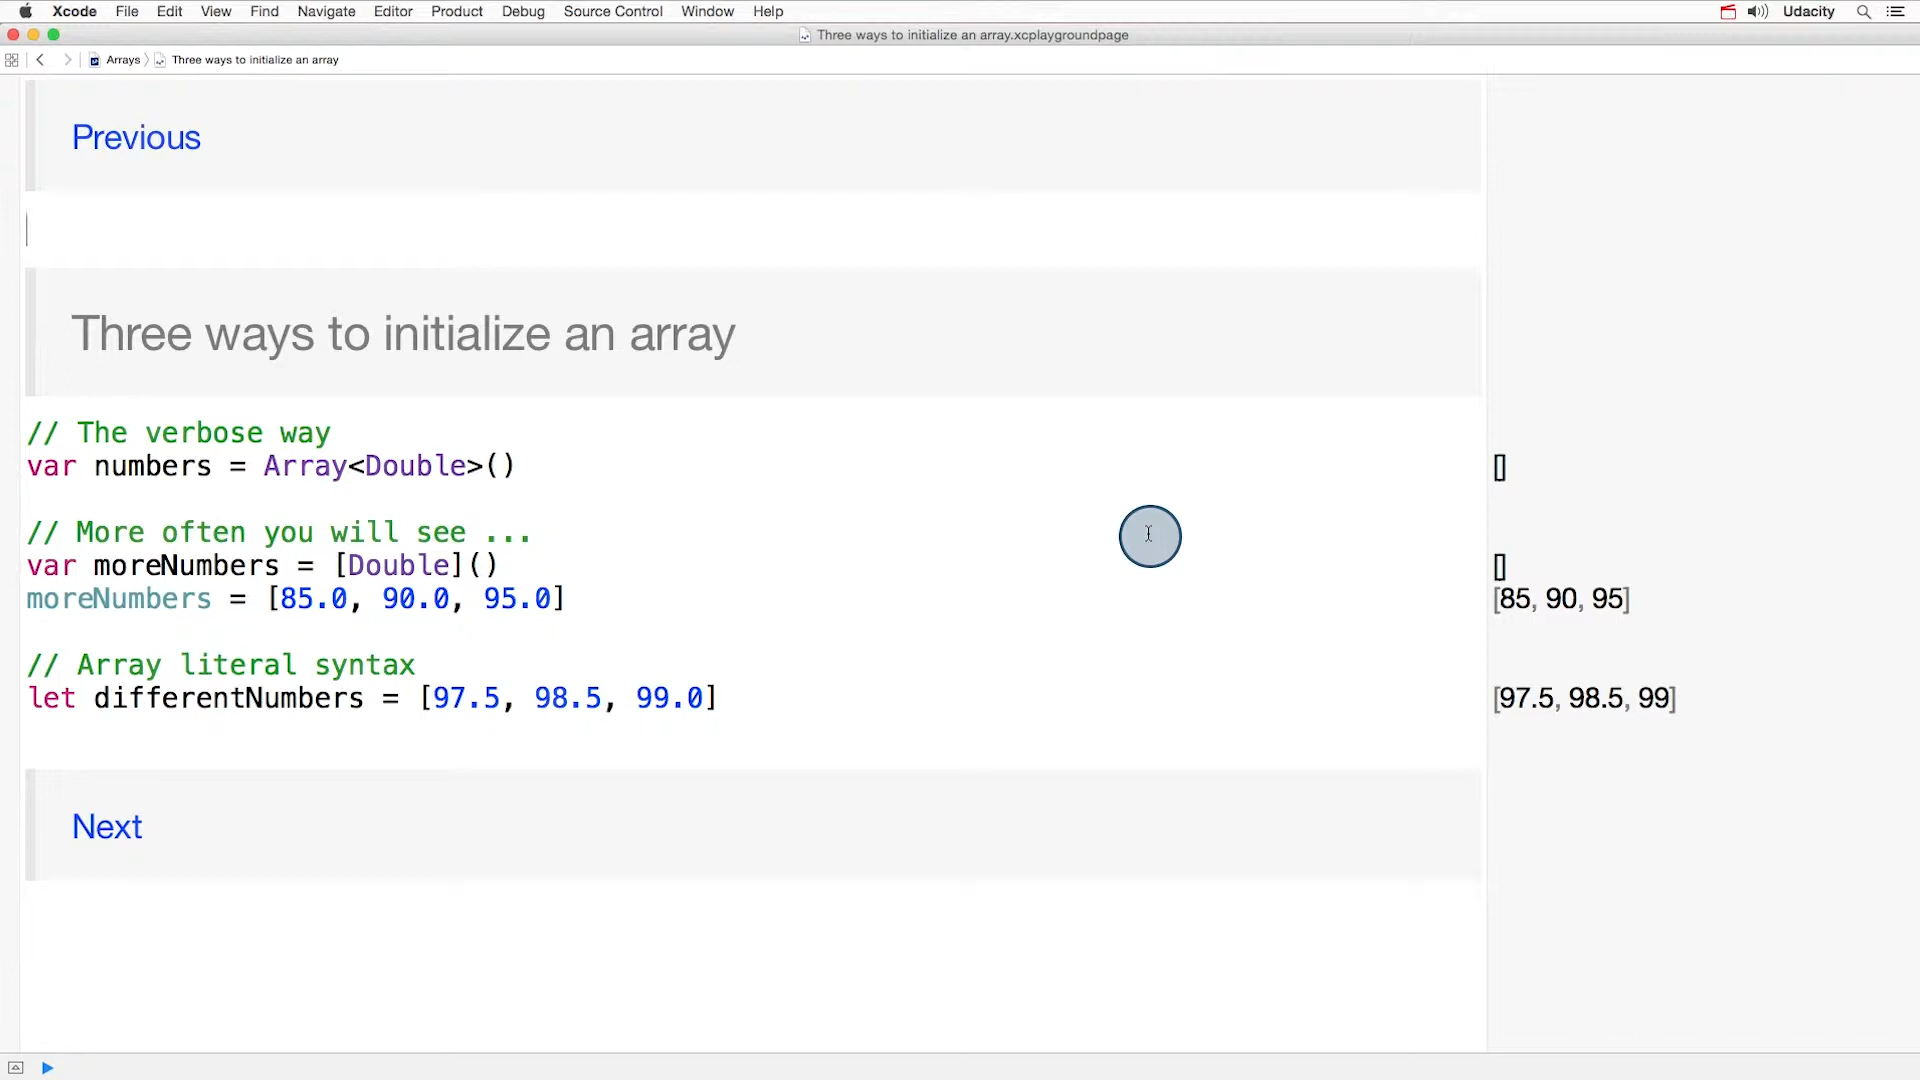 Xcode File Edit View Find Navigate Editor Product Debug Source Control Window Help Udacity
Three ways to initialize an array.xcplaygroundpage
Arrays Three ways to initialize an array
Previous
Three ways to initialize an array
// The verbose way
var numbers = Array<Double>() []
// More often you will see ...
var moreNumbers = [Double]() []
moreNumbers = [85.0, 90.0, 95.0] [85, 90, 95]
// Array literal syntax
let differentNumbers = [97.5, 98.5, 99.0] [97.5, 98.5, 99]
Next